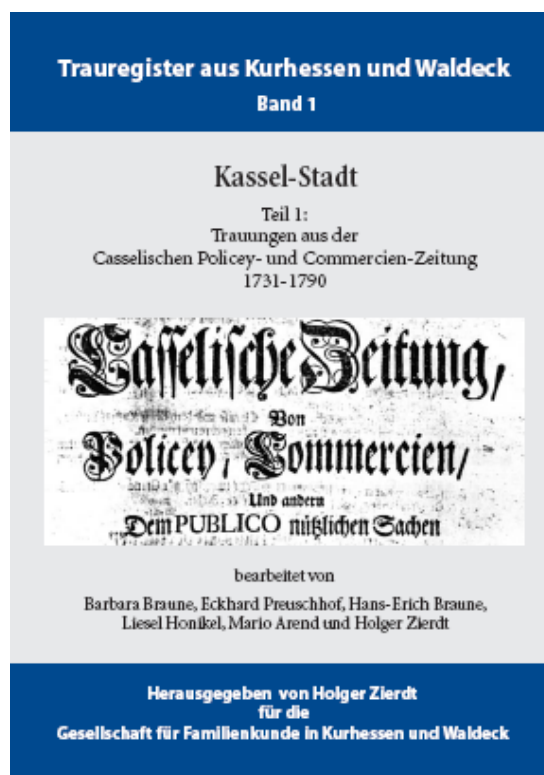 Trauregister aus Kurhessen und Waldeck
Band 1
Kassel-Stadt
Teil 1:
Trauungen aus der
Casselischen Policey- und Commercien-Zeitung
1731-1790
Casselische Zeitung,
Von
Policey, Commercien,
Und andern
Dem PUBLICO nützlichen Sachen
bearbeitet von
Barbara Braune, Eckhard Preuschhof, Hans-Erich Braune,
Liesel Honikel, Mario Arend und Holger Zierdt
Herausgegeben von Holger Zierdt
für die
Gesellschaft für Familienkunde in Kurhessen und Waldeck